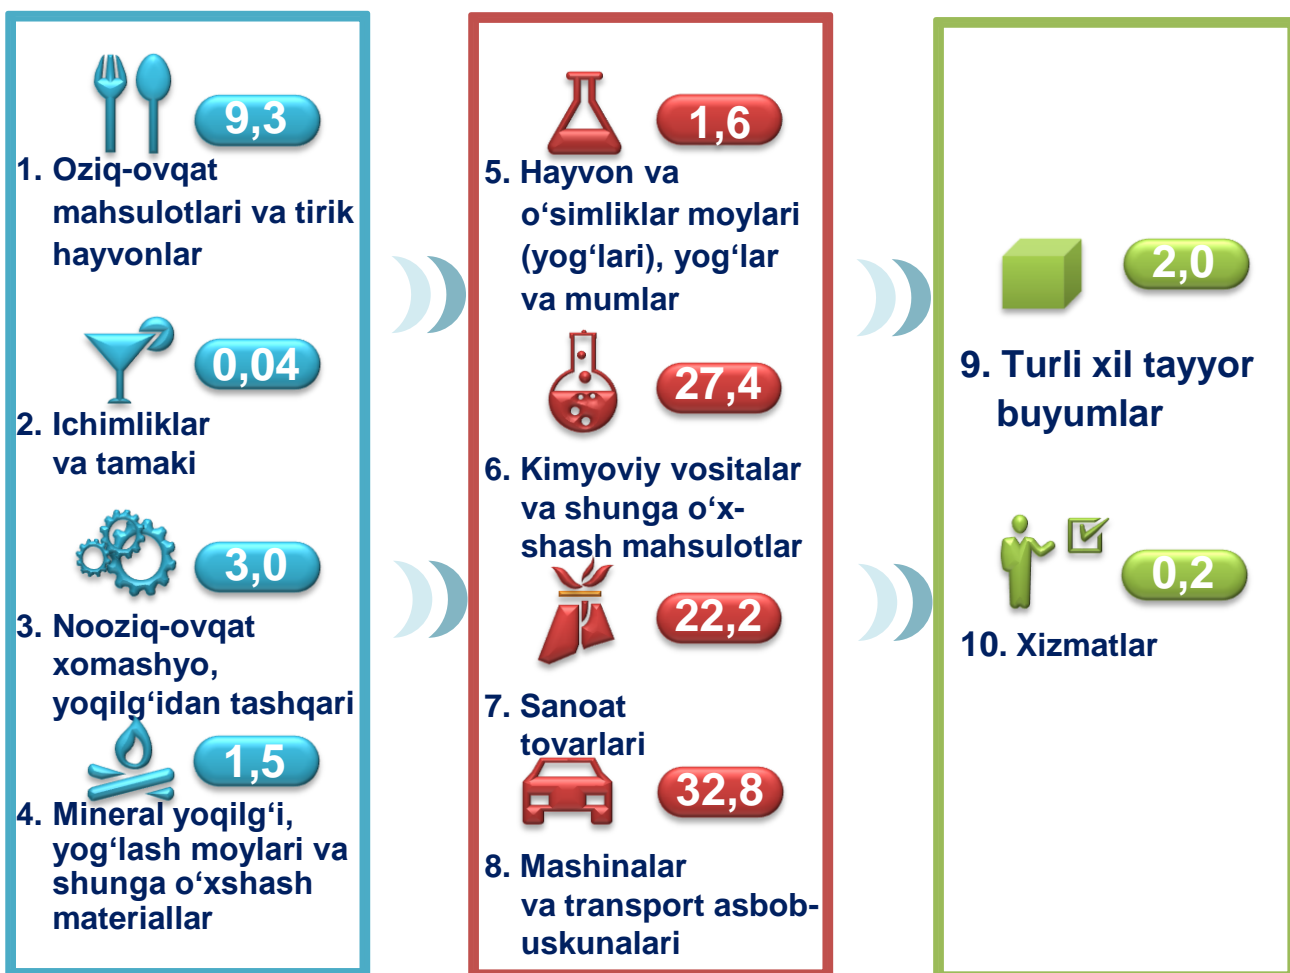 9,3
1. Oziq-ovqat
mahsulotlari va tirik
hayvonlar
0,04
2. Ichimliklar
va tamaki
3,0
3. Nooziq-ovqat
xomashyo,
yoqilg‘idan tashqari
1,5
4. Mineral yoqilg‘i,
yog‘lash moylari va
shunga o‘xshash
materiallar
1,6
5. Hayvon va
o‘simliklar moylari
(yog‘lari), yog‘lar
va mumlar
27,4
6. Kimyoviy vositalar
va shunga o‘x-
shash mahsulotlar
22,2
7. Sanoat
tovarlari
32,8
8. Mashinalar
va transport asbob-
uskunalari
2,0
9. Turli xil tayyor
buyumlar
0,2
10. Xizmatlar